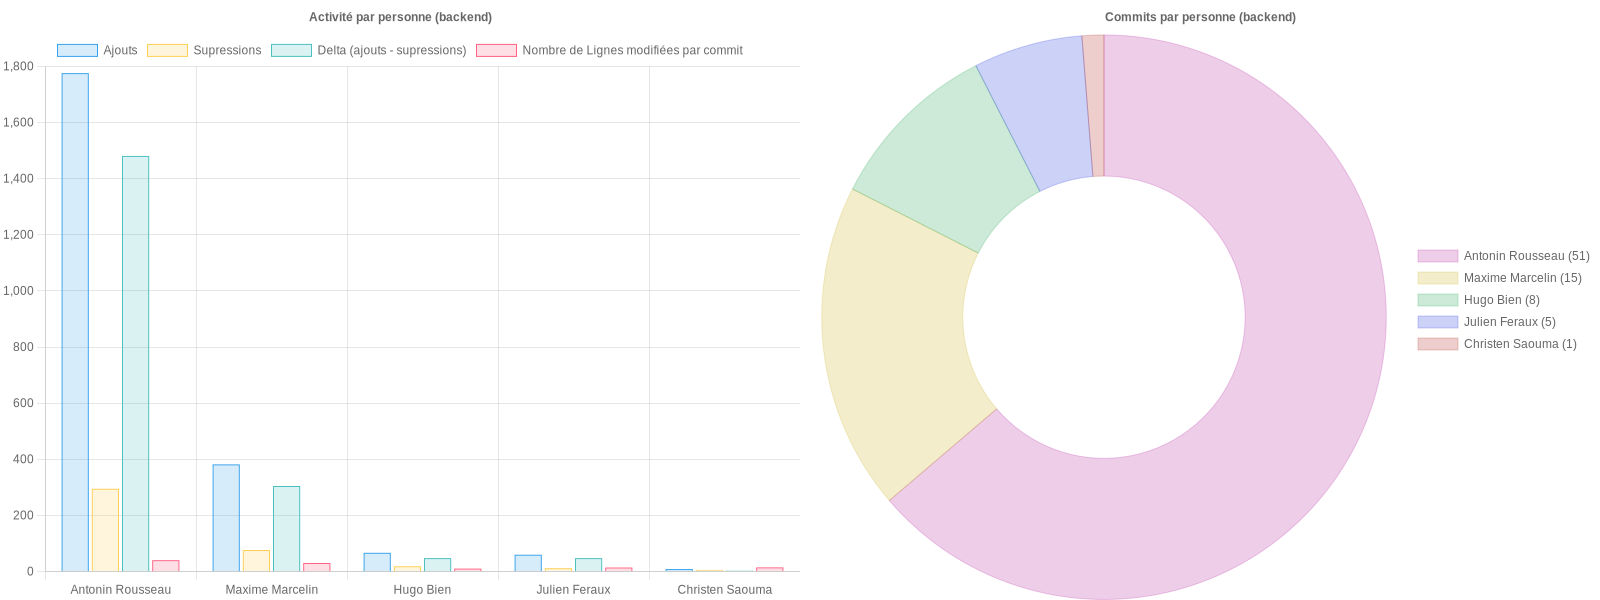 Activité par personne (backend)
Ajouts
Supressions
Delta (ajouts - supressions)
Nombre de Lignes modifiées par commit
1,800
1,600
1,400
1,200
1,000
800
600
400
200
0
Antonin Rousseau
Maxime Marcelin
Hugo Bien
Julien Feraux
Christen Saouma
Commits par personne (backend)
Antonin Rousseau (51)
Maxime Marcelin (15)
Hugo Bien (8)
Julien Feraux (5)
Christen Saouma (1)